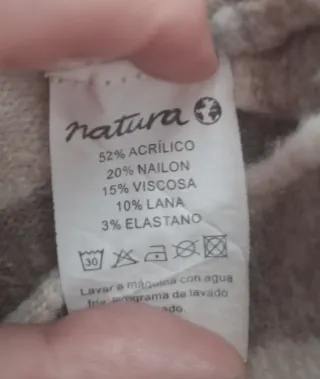 natura
52% ACRÍLICO
20% NAILON
15% VISCOSA
10% LANA
3% ELASTANO
30
Lavar a máquina con agua
fría, programa de lavado